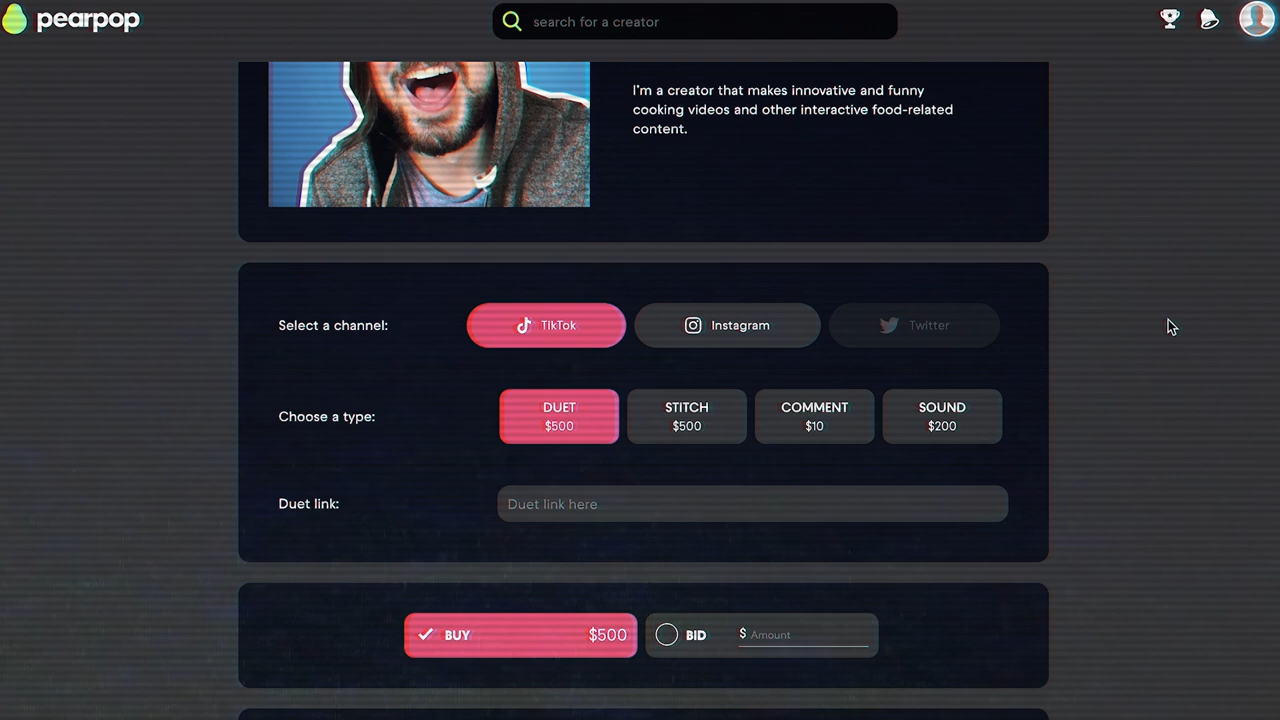 pearpop
search for a creator
I'm a creator that makes innovative and funny
cooking videos and other interactive food-related
content.
Select a channel:
TikTok
Instagram
Twitter
Choose a type:
DUET
$500
STITCH
$500
COMMENT
$10
SOUND
$200
Duet link:
Duet link here
BUY
$500
BID
$ Amount